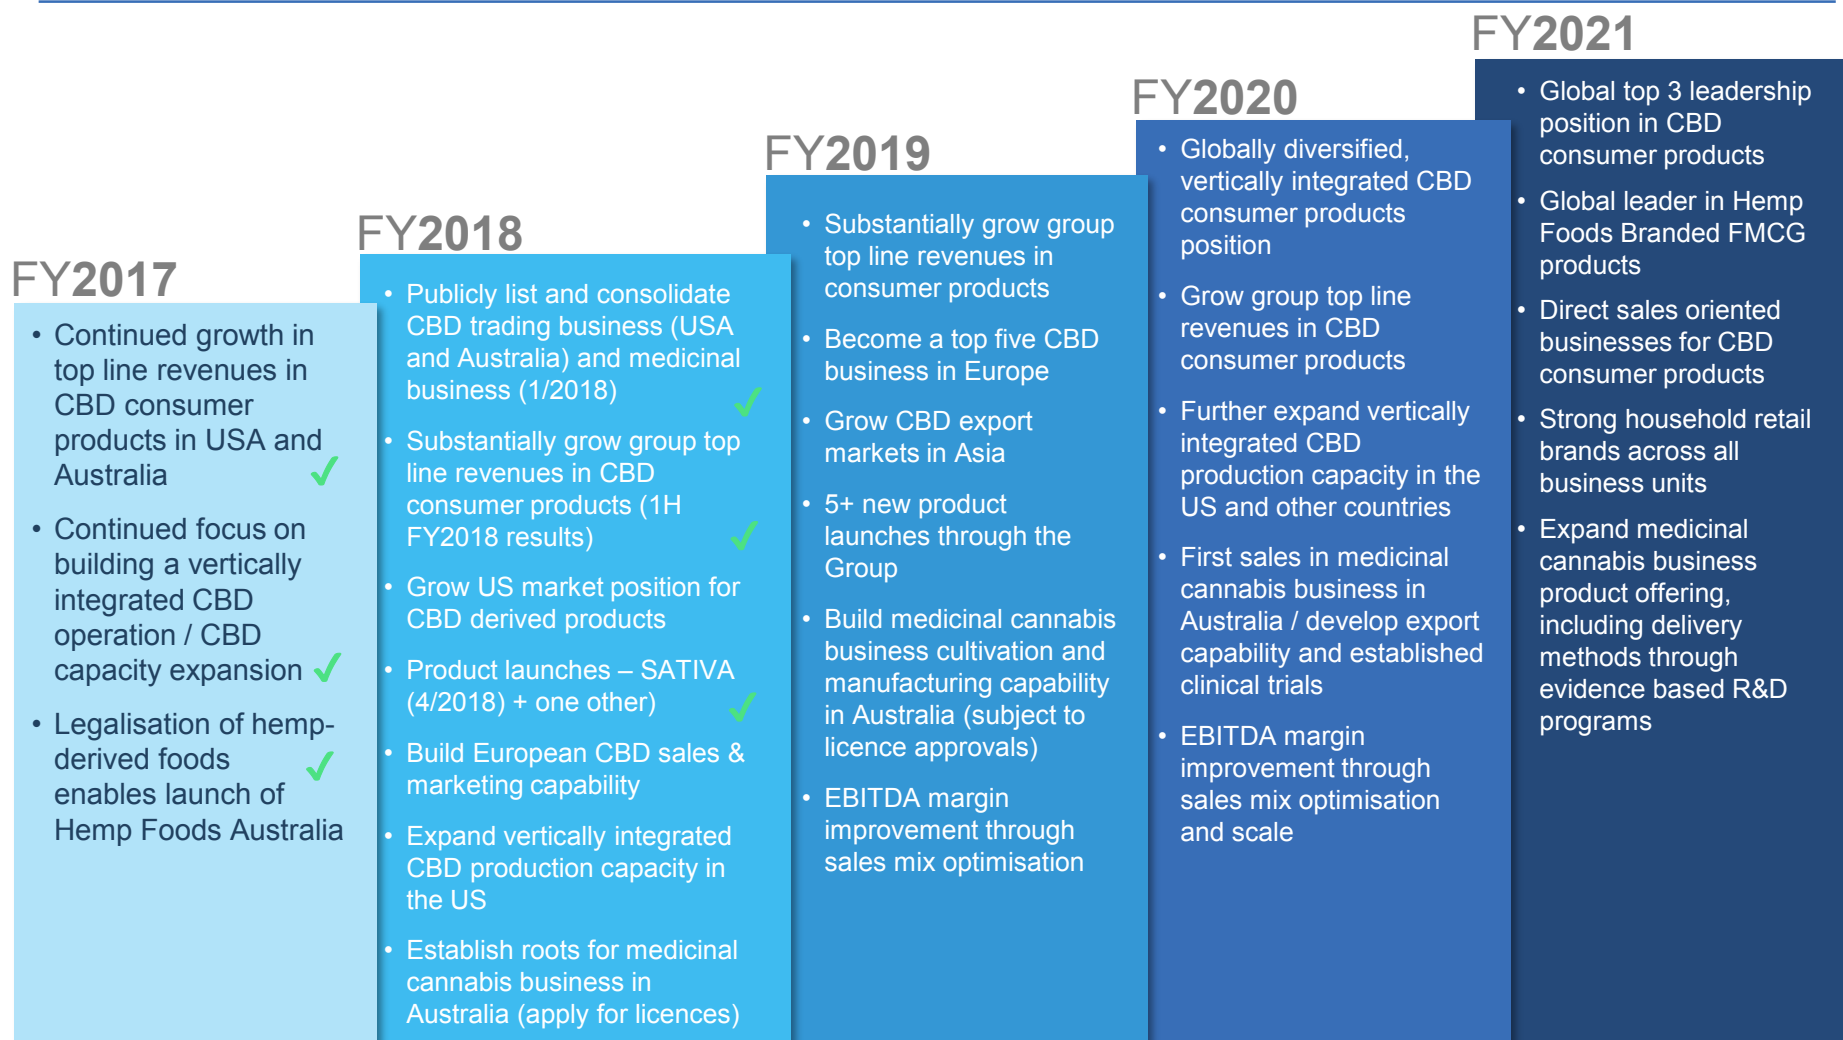 FY2017
• Continued growth in
top line revenues in
CBD consumer
products in USA and
Australia
• Continued focus on
building a vertically
integrated CBD
operation / CBD
capacity expansion
• Legalisation of hemp-
derived foods
enables launch of
Hemp Foods Australia
FY2018
• Publicly list and consolidate
CBD trading business (USA
and Australia) and medicinal
business (1/2018)
• Substantially grow group top
line revenues in CBD
consumer products (1H
FY2018 results)
• Grow US market position for
CBD derived products
• Product launches – SATIVA
(4/2018) + one other)
• Build European CBD sales &
marketing capability
• Expand vertically integrated
CBD production capacity in
the US
• Establish roots for medicinal
cannabis business in
Australia (apply for licences)
FY2019
• Substantially grow group
top line revenues in
consumer products
• Become a top five CBD
business in Europe
• Grow CBD export
markets in Asia
• 5+ new product
launches through the
Group
• Build medicinal cannabis
business cultivation and
manufacturing capability
in Australia (subject to
licence approvals)
• EBITDA margin
improvement through
sales mix optimisation
FY2020
• Globally diversified,
vertically integrated CBD
consumer products
position
• Grow group top line
revenues in CBD
consumer products
• Further expand vertically
integrated CBD
production capacity in the
US and other countries
• First sales in medicinal
cannabis business in
Australia / develop export
capability and established
clinical trials
• EBITDA margin
improvement through
sales mix optimisation
and scale
FY2021
• Global top 3 leadership
position in CBD
consumer products
• Global leader in Hemp
Foods Branded FMCG
products
• Direct sales oriented
businesses for CBD
consumer products
• Strong household retail
brands across all
business units
• Expand medicinal
cannabis business
product offering,
including delivery
methods through
evidence based R&D
programs